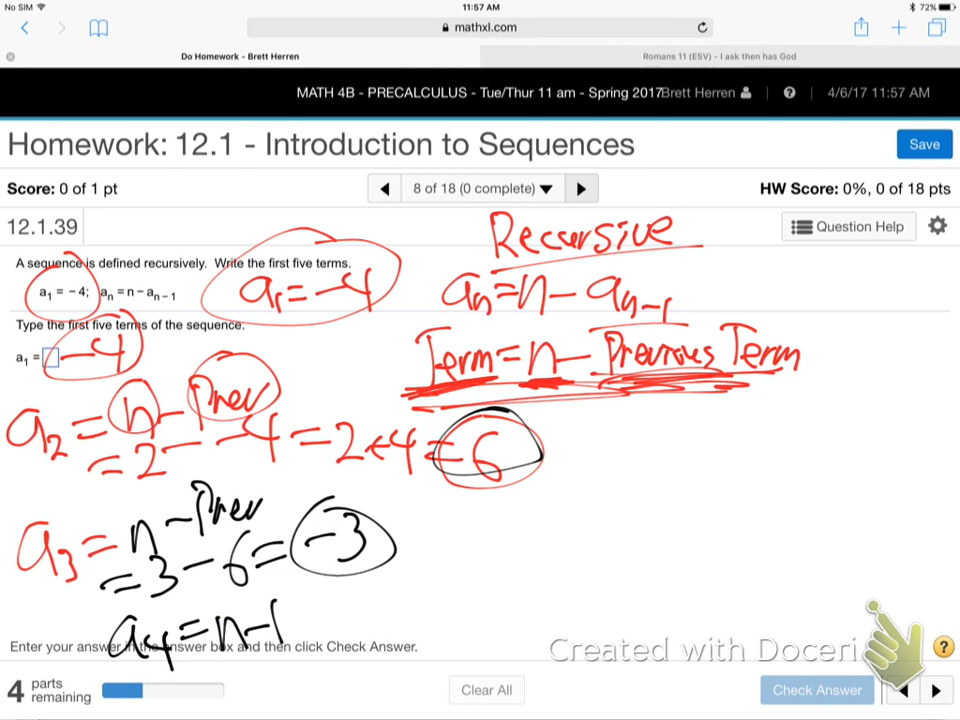 No SIM 11:57 AM 72%
mathxl.com
Do Homework - Brett Herren Romans 11 (ESV) - I ask then has God
MATH 4B - PRECALCULUS - Tue/Thur 11 am - Spring 2017Brett Herren ? 4/6/17 11:57 AM
Homework: 12.1 - Introduction to Sequences Save
Score: 0 of 1 pt 8 of 18 (0 complete) HW Score: 0%, 0 of 18 pts
12.1.39 Question Help
Recursive
A sequence is defined recursively. Write the first five terms.
a1 = −4; an = n − an − 1
a1 = −4
an = n − an−1
Type the first five terms of the sequence.
a1 = −4
Term = n − Previous Term
a2 = n − Prev
= 2 − −4 = 2+4 = 6
a3 = n − Prev
= 3 − 6 = −3
a4 = n −
Enter your answer in the answer box and then click Check Answer.
Created with Doceri
?
4 parts remaining Clear All Check Answer